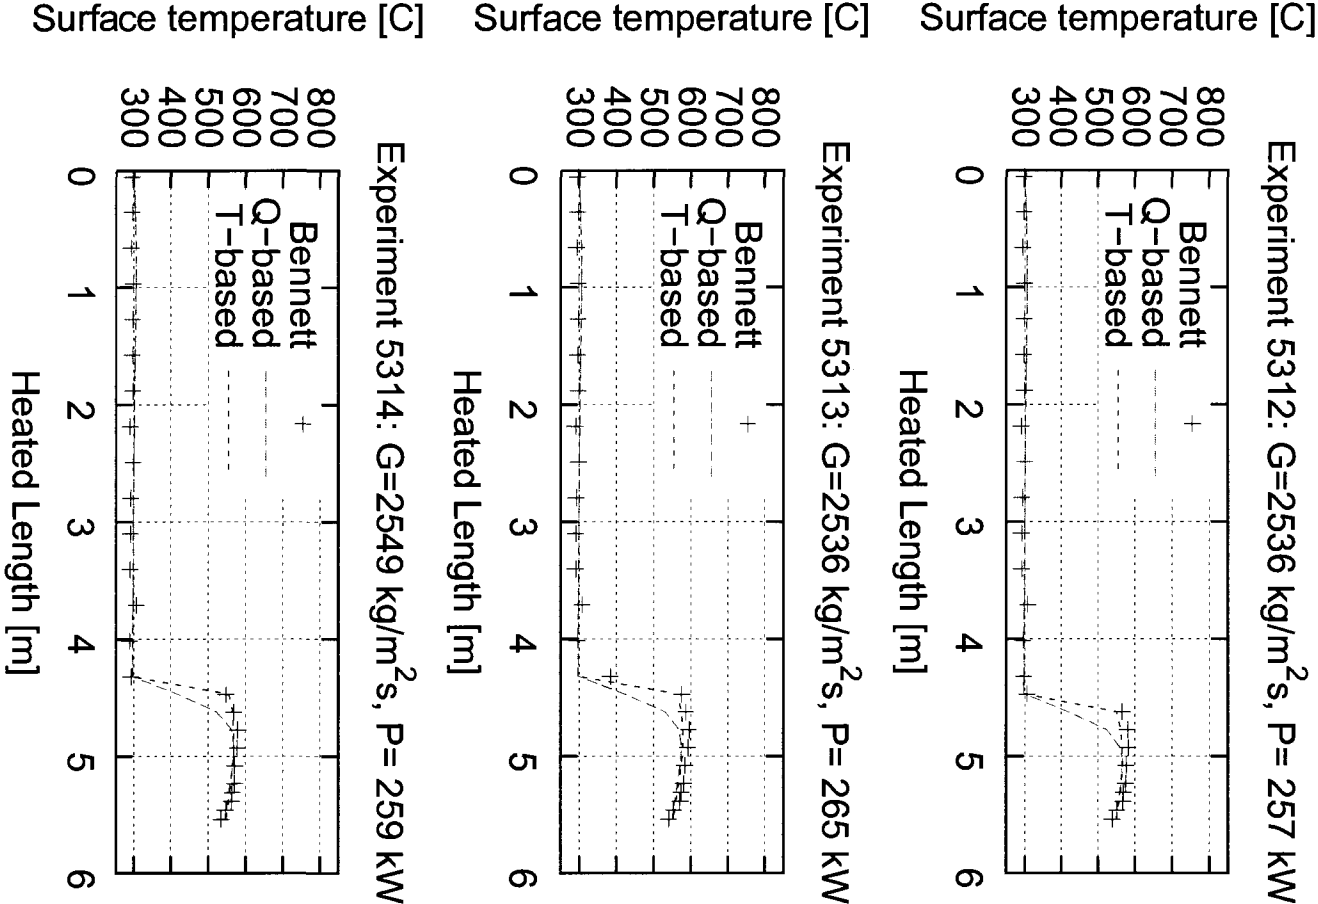 Experiment 5312: G=2536 kg/m²s, P= 257 kW
Surface temperature [C]
800
700
600
500
400
300
Bennett
Q-based
T-based
0 1 2 3 4 5 6
Heated Length [m]
Experiment 5313: G=2536 kg/m²s, P= 265 kW
Surface temperature [C]
800
700
600
500
400
300
Bennett
Q-based
T-based
0 1 2 3 4 5 6
Heated Length [m]
Experiment 5314: G=2549 kg/m²s, P= 259 kW
Surface temperature [C]
800
700
600
500
400
300
Bennett
Q-based
T-based
0 1 2 3 4 5 6
Heated Length [m]